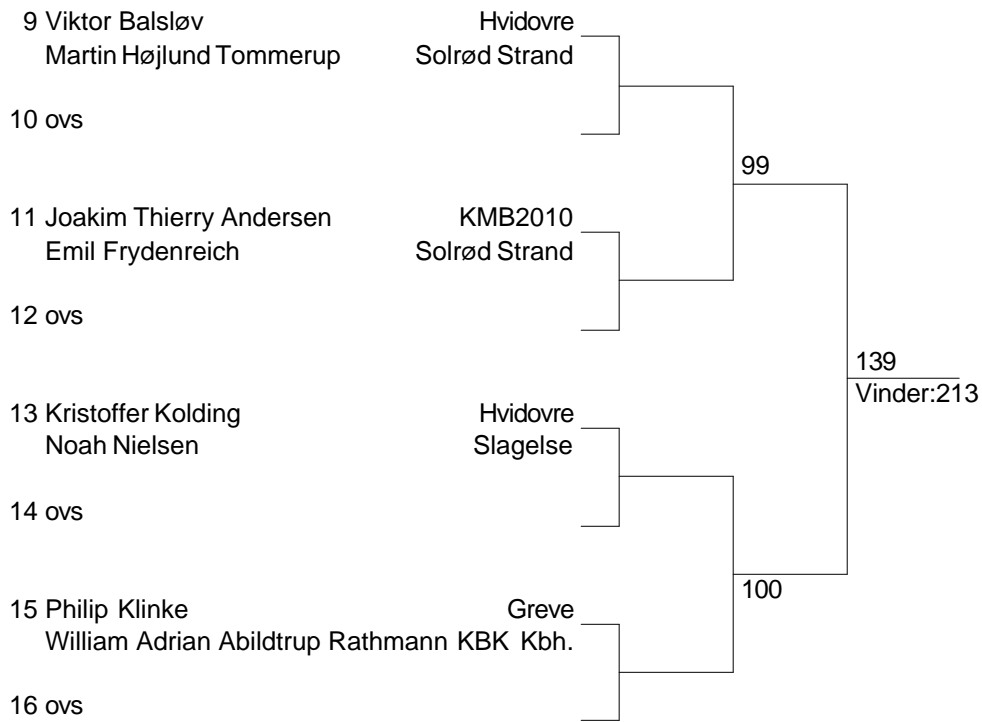 9 Viktor Balsløv Hvidovre
Martin Højlund Tommerup Solrød Strand
10 ovs
99
11 Joakim Thierry Andersen KMB2010
Emil Frydenreich Solrød Strand
12 ovs
139
Vinder:213
13 Kristoffer Kolding Hvidovre
Noah Nielsen Slagelse
14 ovs
100
15 Philip Klinke Greve
William Adrian Abildtrup Rathmann KBK Kbh.
16 ovs